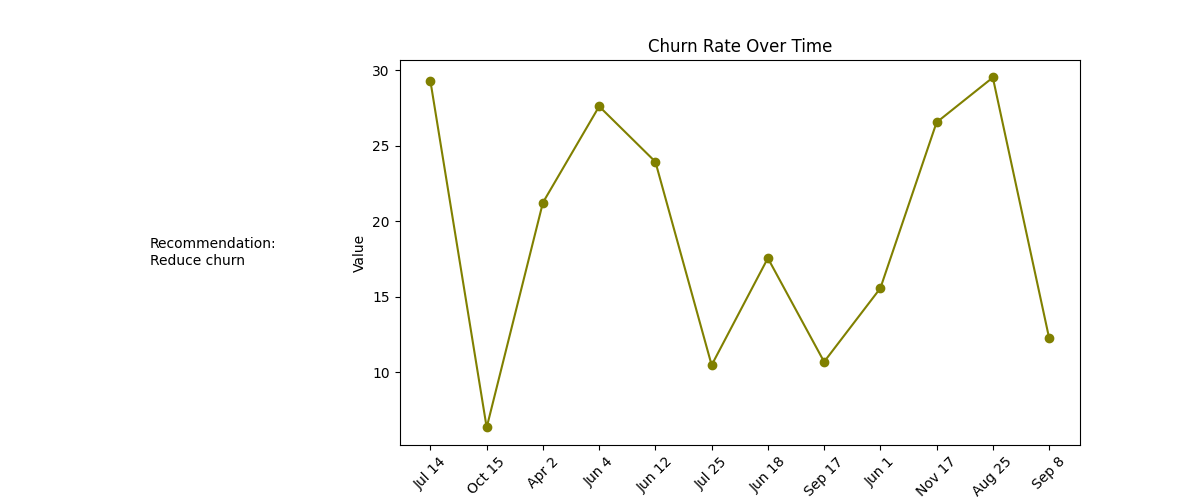 Churn Rate Over Time
30
25
20
15
10
Value
Recommendation:
Reduce churn
Jul 14
Oct 15
Apr 2
Jun 4
Jun 12
Jul 25
Jun 18
Sep 17
Jun 1
Nov 17
Aug 25
Sep 8